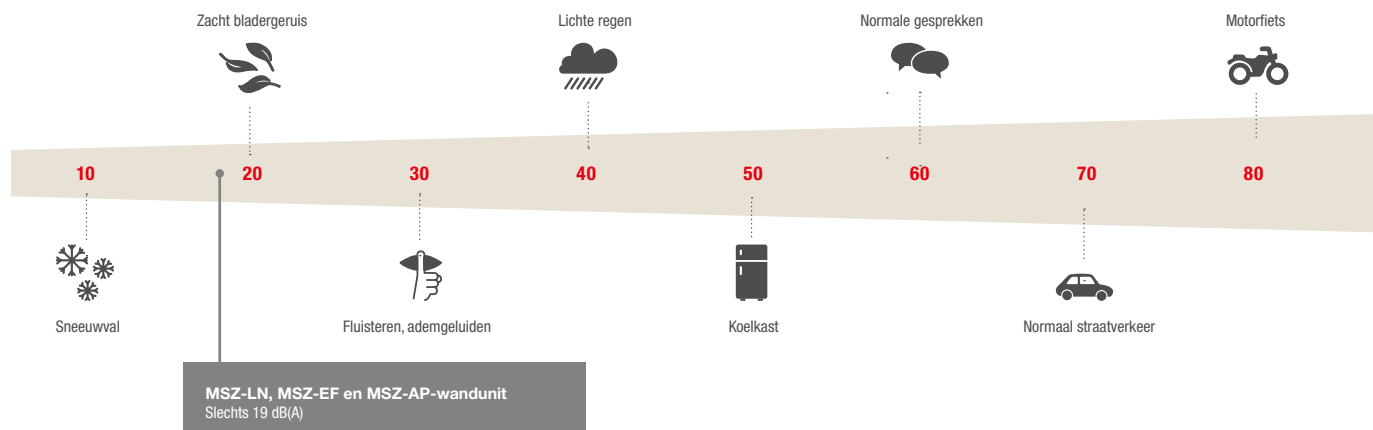 Zacht bladergeruis
Lichte regen
Normale gesprekken
Motorfiets
10
20
30
40
50
60
70
80
Sneeuwval
Fluisteren, ademgeluiden
Koelkast
Normaal straatverkeer
MSZ-LN, MSZ-EF en MSZ-AP-wandunit
Slechts 19 dB(A)